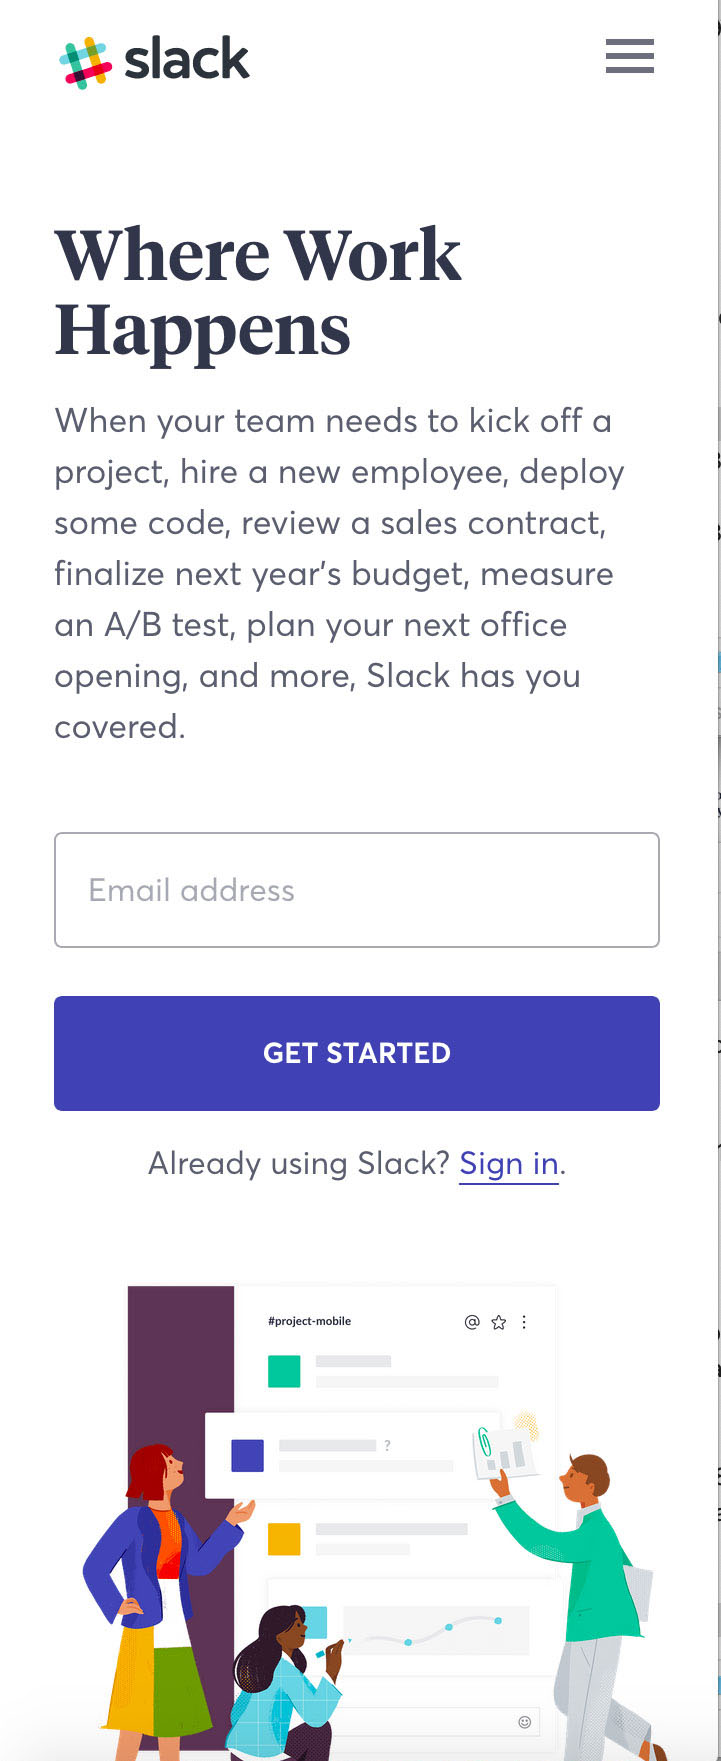 slack
Where Work
Happens
When your team needs to kick off a
project, hire a new employee, deploy
some code, review a sales contract,
finalize next year’s budget, measure
an A/B test, plan your next office
opening, and more, Slack has you
covered.
Email address
GET STARTED
Already using Slack? Sign in.
#project-mobile
?